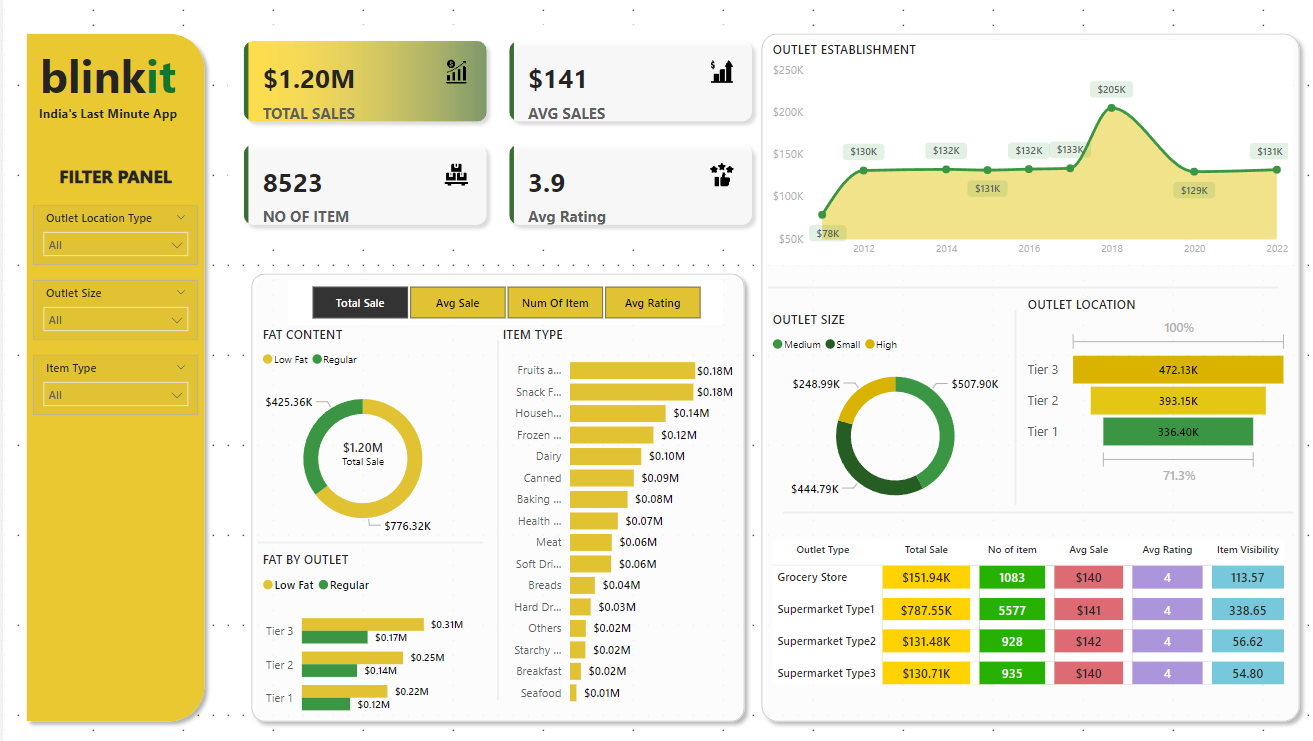 blinkit
India's Last Minute App
FILTER PANEL
Outlet Location Type
All
Outlet Size
All
Item Type
All
$1.20M
TOTAL SALES
$141
AVG SALES
8523
NO OF ITEM
3.9
Avg Rating
Total Sale Avg Sale Num Of Item Avg Rating
FAT CONTENT
Low Fat Regular
$425.36K
$1.20M
Total Sale
$776.32K
FAT BY OUTLET
Low Fat Regular
Tier 3 $0.31M
$0.17M
Tier 2 $0.25M
$0.14M
Tier 1 $0.22M
$0.12M
ITEM TYPE
Fruits a... $0.18M
Snack F... $0.18M
Househ... $0.14M
Frozen ... $0.12M
Dairy $0.10M
Canned $0.09M
Baking ... $0.08M
Health ... $0.07M
Meat $0.06M
Soft Dri... $0.06M
Breads $0.04M
Hard Dr... $0.03M
Others $0.02M
Starchy ... $0.02M
Breakfast $0.02M
Seafood $0.01M
OUTLET ESTABLISHMENT
$250K
$200K
$150K
$100K
$50K
$78K
$130K
$132K
$131K
$132K
$133K
$205K
$129K
$131K
2012 2014 2016 2018 2020 2022
OUTLET SIZE
Medium Small High
$248.99K
$507.90K
$444.79K
OUTLET LOCATION
100%
Tier 3 472.13K
Tier 2 393.15K
Tier 1 336.40K
71.3%
Outlet Type Total Sale No of item Avg Sale Avg Rating Item Visibility
Grocery Store $151.94K 1083 $140 4 113.57
Supermarket Type1 $787.55K 5577 $141 4 338.65
Supermarket Type2 $131.48K 928 $142 4 56.62
Supermarket Type3 $130.71K 935 $140 4 54.80